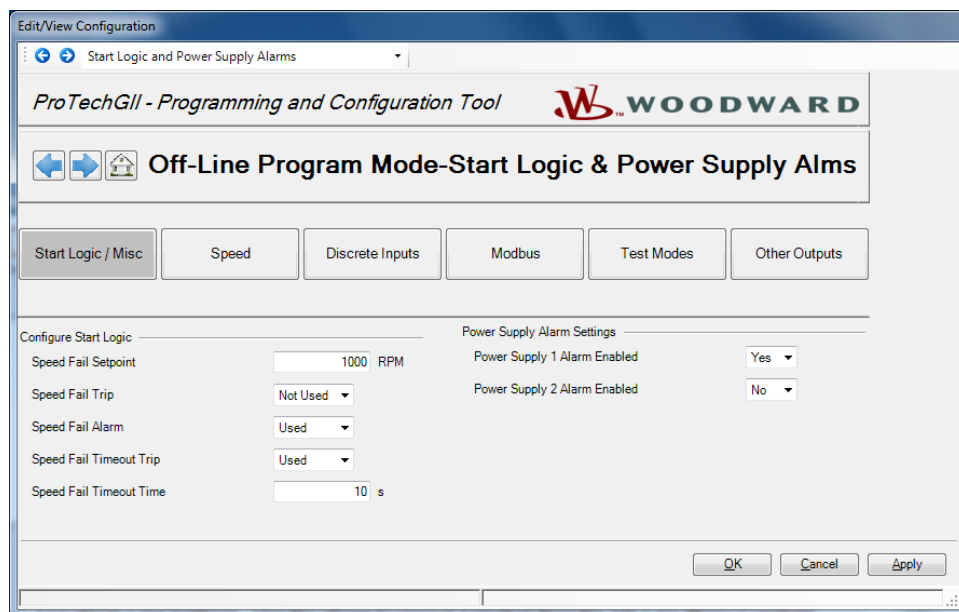 Edit/View Configuration
Start Logic and Power Supply Alarms
ProTechGII - Programming and Configuration Tool
WOODWARD
Off-Line Program Mode-Start Logic & Power Supply Alms
Start Logic / Misc
Speed
Discrete Inputs
Modbus
Test Modes
Other Outputs
Configure Start Logic
Speed Fail Setpoint 1000 RPM
Speed Fail Trip Not Used
Speed Fail Alarm Used
Speed Fail Timeout Trip Used
Speed Fail Timeout Time 10 s
Power Supply Alarm Settings
Power Supply 1 Alarm Enabled Yes
Power Supply 2 Alarm Enabled No
OK Cancel Apply